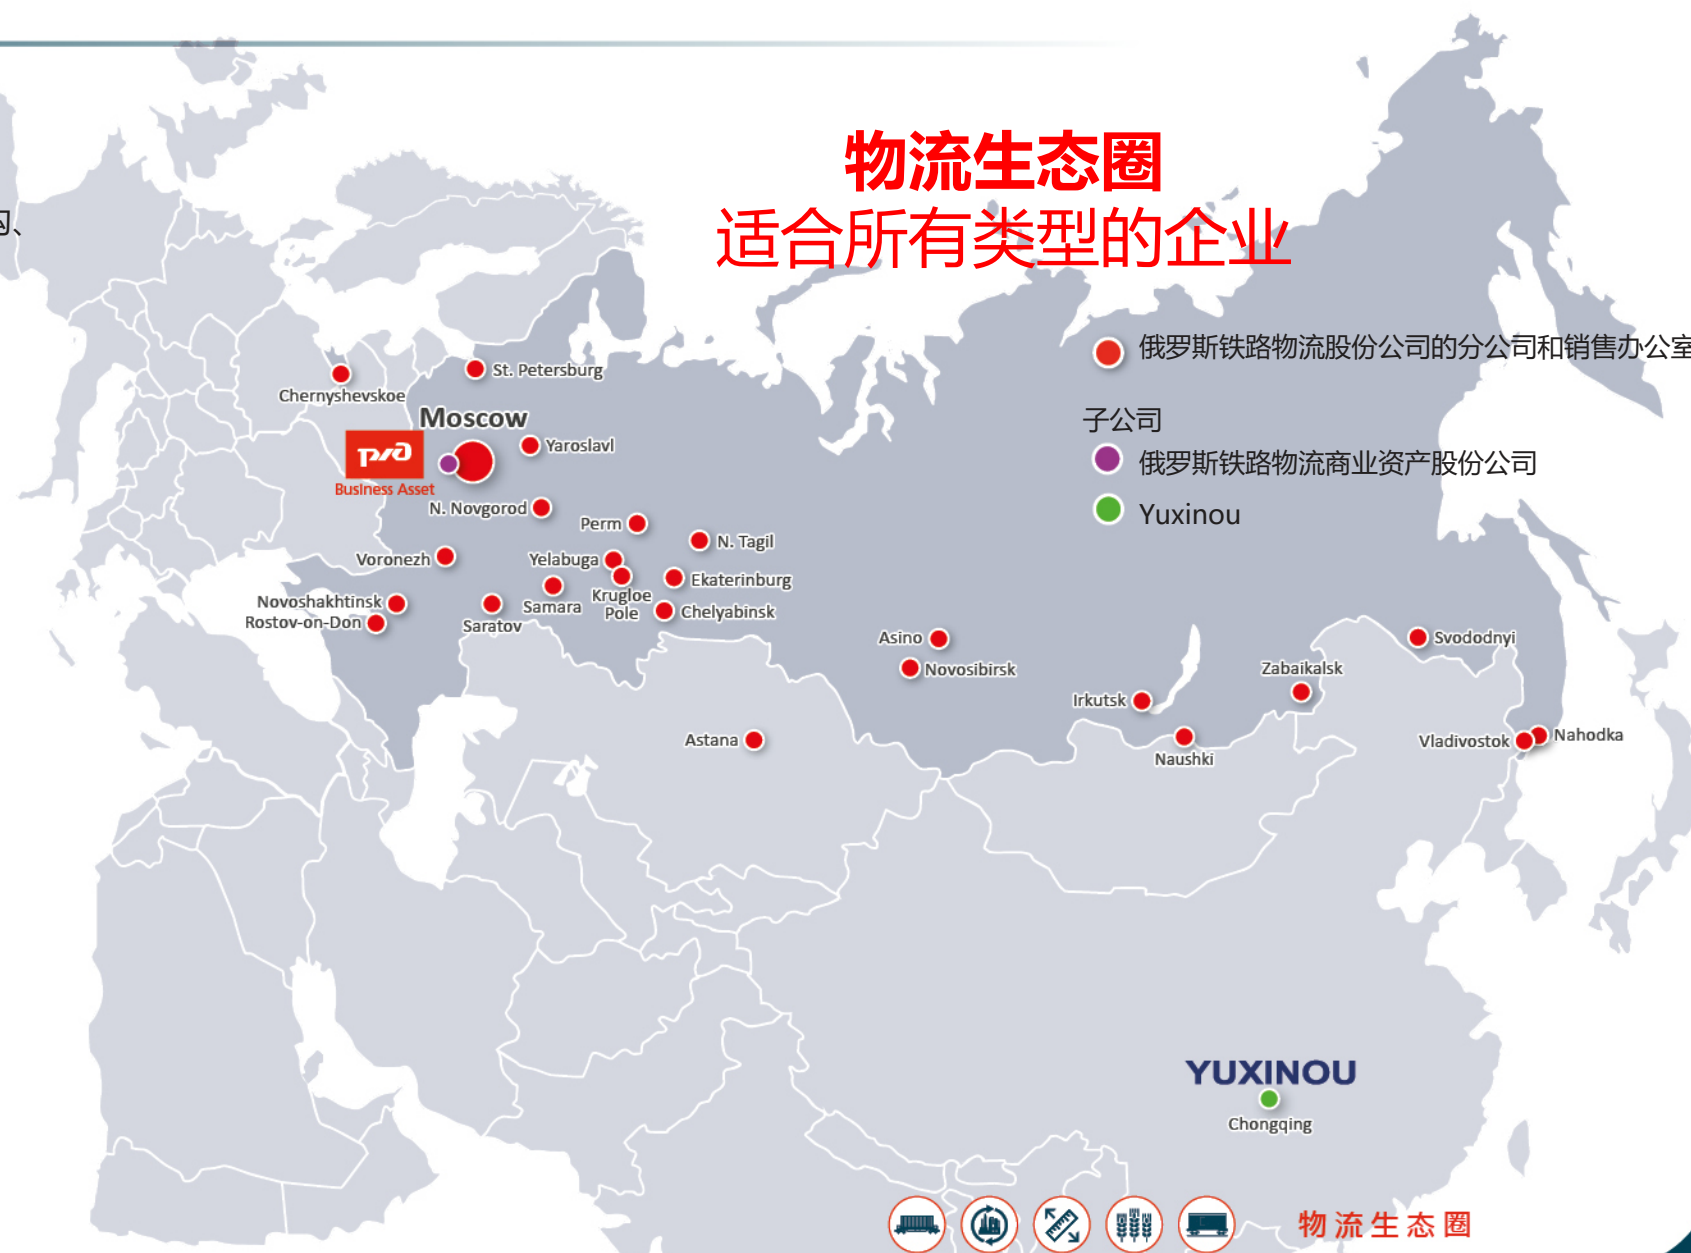 物流生态圈
适合所有类型的企业
俄罗斯铁路物流股份公司的分公司和销售办公室
子公司
俄罗斯铁路物流商业资产股份公司
Yuxinou
St. Petersburg
Chernyshevskoe
Moscow
Yaroslavl
ржд
Business Asset
N. Novgorod
Perm
N. Tagil
Voronezh
Yelabuga
Ekaterinburg
Krugloe
Pole
Samara
Chelyabinsk
Novoshakhtinsk
Rostov-on-Don
Saratov
Asino
Novosibirsk
Svododnyi
Zabaikalsk
Irkutsk
Naushki
Astana
Vladivostok
Nahodka
YUXINOU
Chongqing
物流生态圈